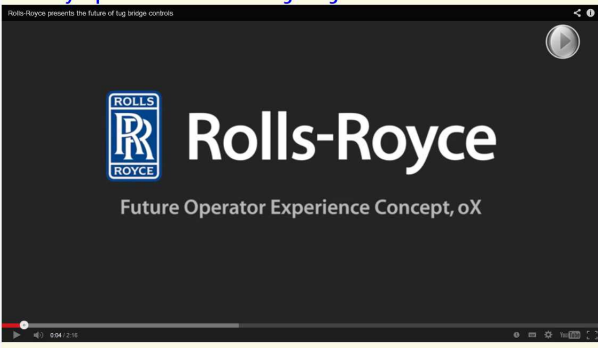 Rolls-Royce presents the future of tug bridge controls
ROLLS
RR
ROYCE
Rolls-Royce
Future Operator Experience Concept, oX
0:04 / 2:16
YouTube